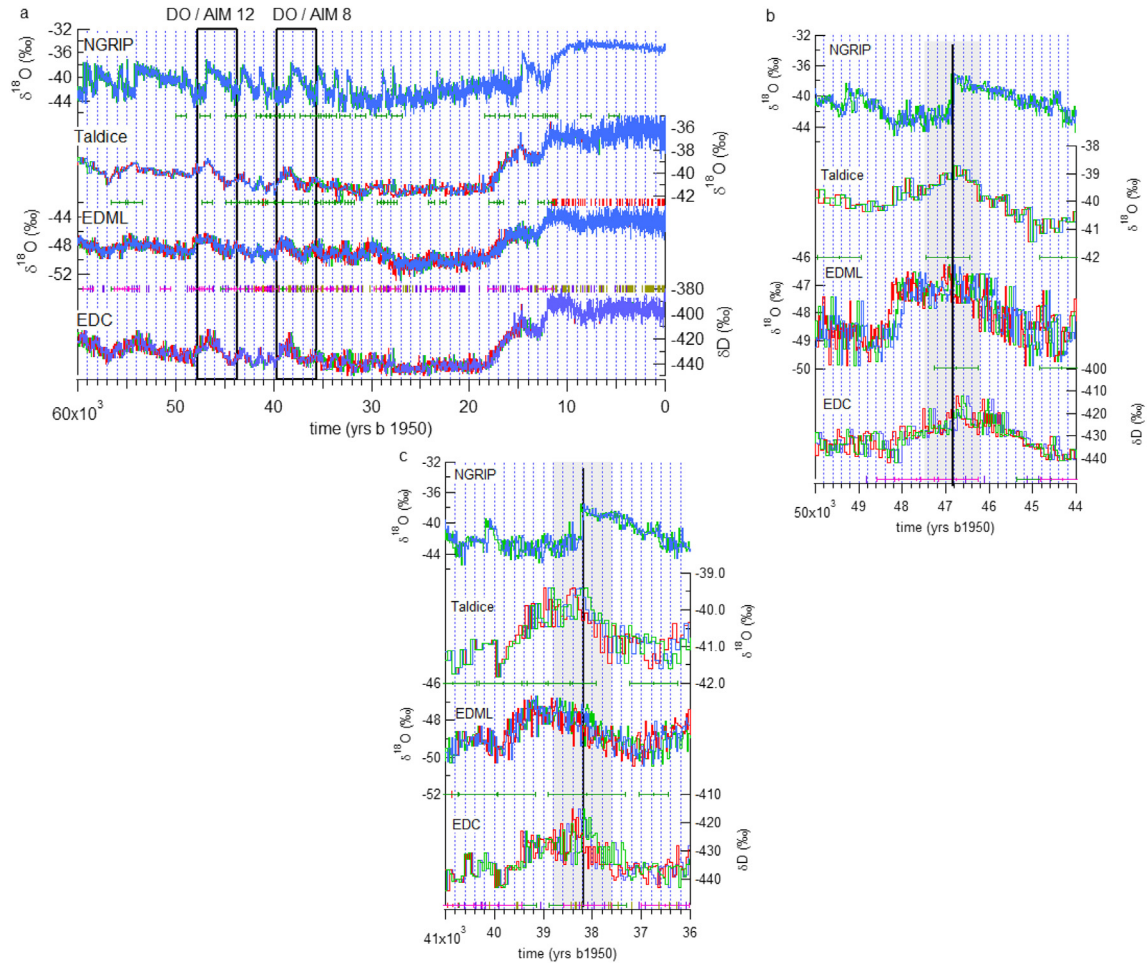 a
DO / AIM 12 DO / AIM 8
-32
-36
-40
-44
δ18O (‰)
NGRIP
Taldice
-36
-38
-40
-42
δ18O (‰)
EDML
-44
-48
-52
δ18O (‰)
EDC
-380
-400
-420
-440
δD (‰)
60x10³ 50 40 30 20 10 0
time (yrs b 1950)
b
NGRIP
-32
-36
-40
-44
δ18O (‰)
Taldice
-38
-39
-40
-41
-42
δ18O (‰)
EDML
-46
-47
-48
-49
-50
δ18O (‰)
EDC
-400
-410
-420
-430
-440
δD (‰)
50x10³ 49 48 47 46 45 44
time (yrs b1950)
c
NGRIP
-32
-36
-40
-44
δ18O (‰)
Taldice
-39.0
-40.0
-41.0
-42.0
δ18O (‰)
EDML
-46
-48
-50
-52
δ18O (‰)
EDC
-410
-420
-430
-440
δD (‰)
41x10³ 40 39 38 37 36
time (yrs b1950)